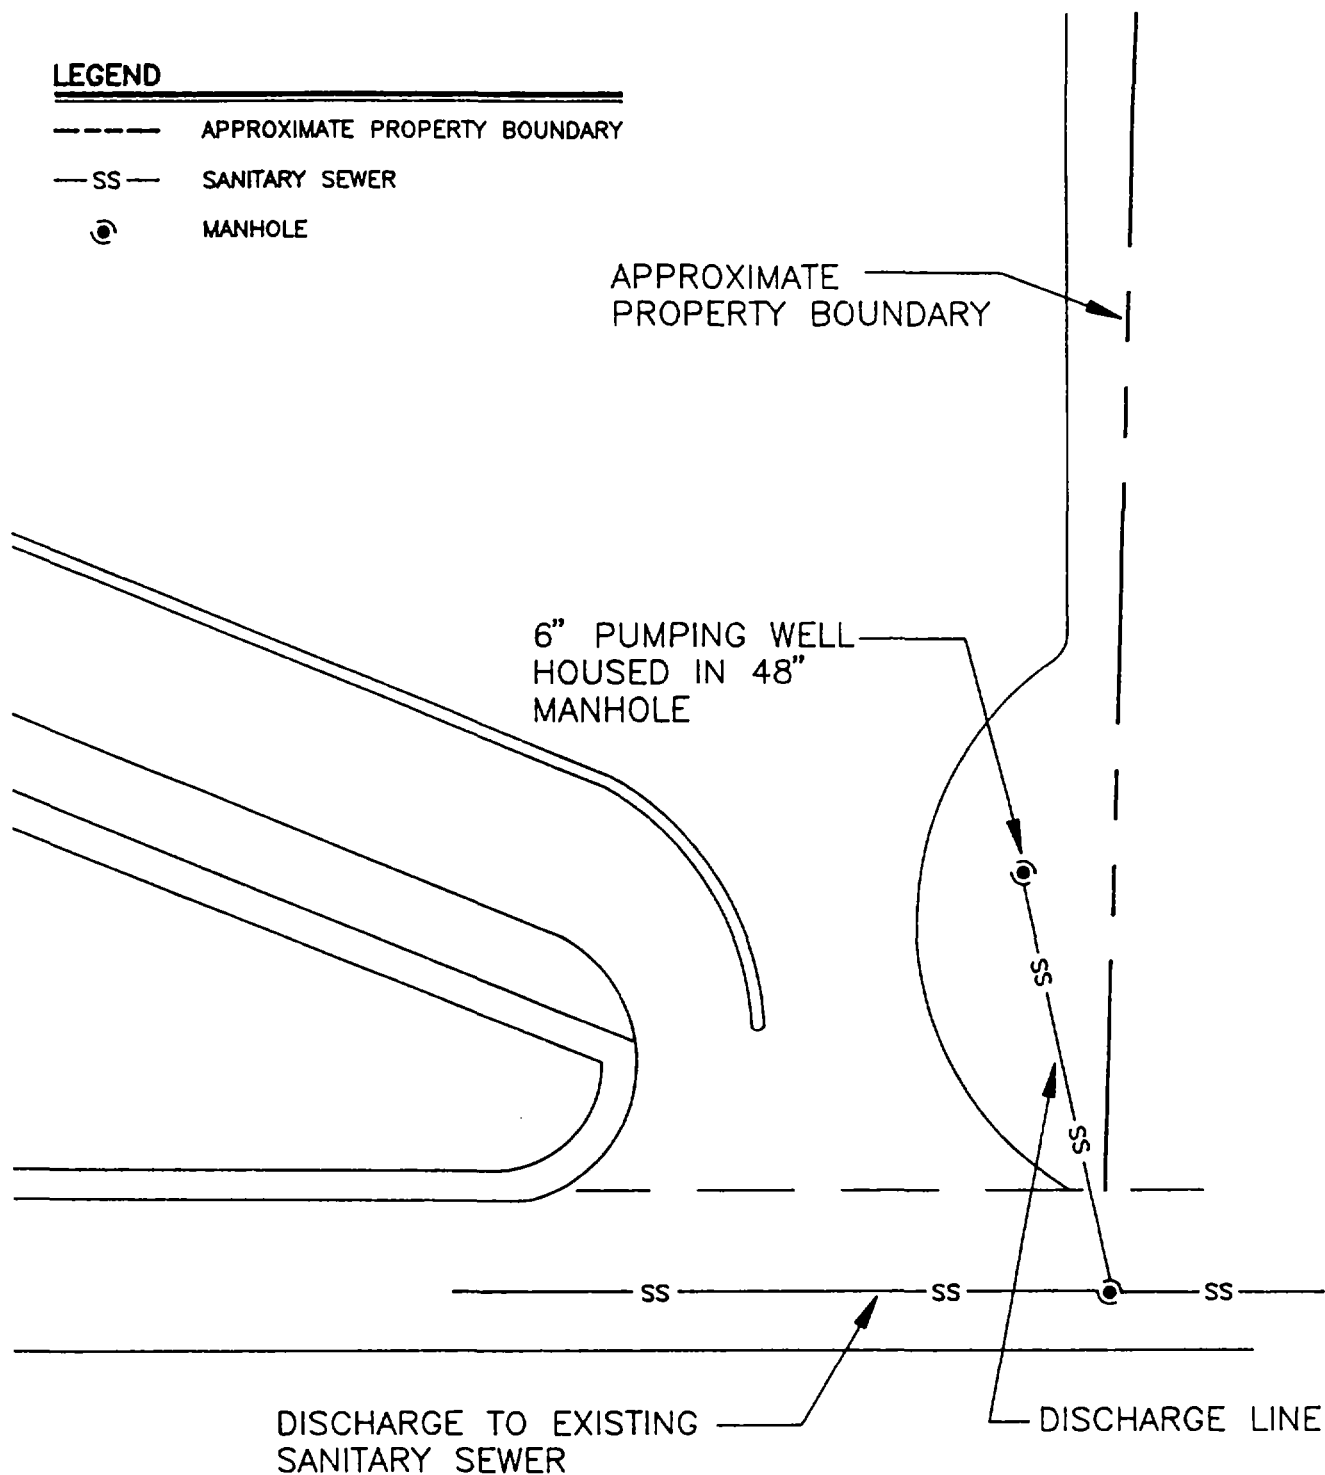 LEGEND
APPROXIMATE PROPERTY BOUNDARY
SS SANITARY SEWER
MANHOLE
APPROXIMATE
PROPERTY BOUNDARY
6” PUMPING WELL
HOUSED IN 48”
MANHOLE
SS
SS
SS SS SS
DISCHARGE TO EXISTING
SANITARY SEWER
DISCHARGE LINE